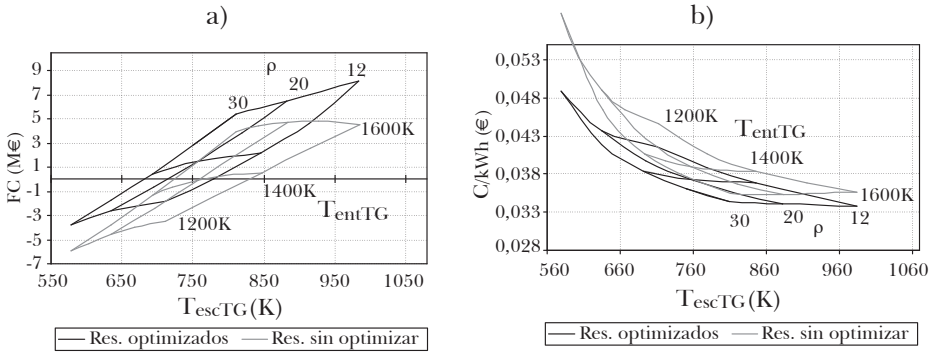 a)
FC (M€)
9
7
5
3
1
-1
-3
-5
-7
ρ
30
20
12
1600K
1400K
1200K
TentTG
550 650 750 850 950 1050
TescTG (K)
Res. optimizados Res. sin optimizar
b)
C/kWh (€)
0,053
0,048
0,043
0,038
0,033
0,028
1200K
TentTG
1400K
1600K
30 20 ρ 12
560 660 760 860 960 1060
TescTG (K)
Res. optimizados Res. sin optimizar